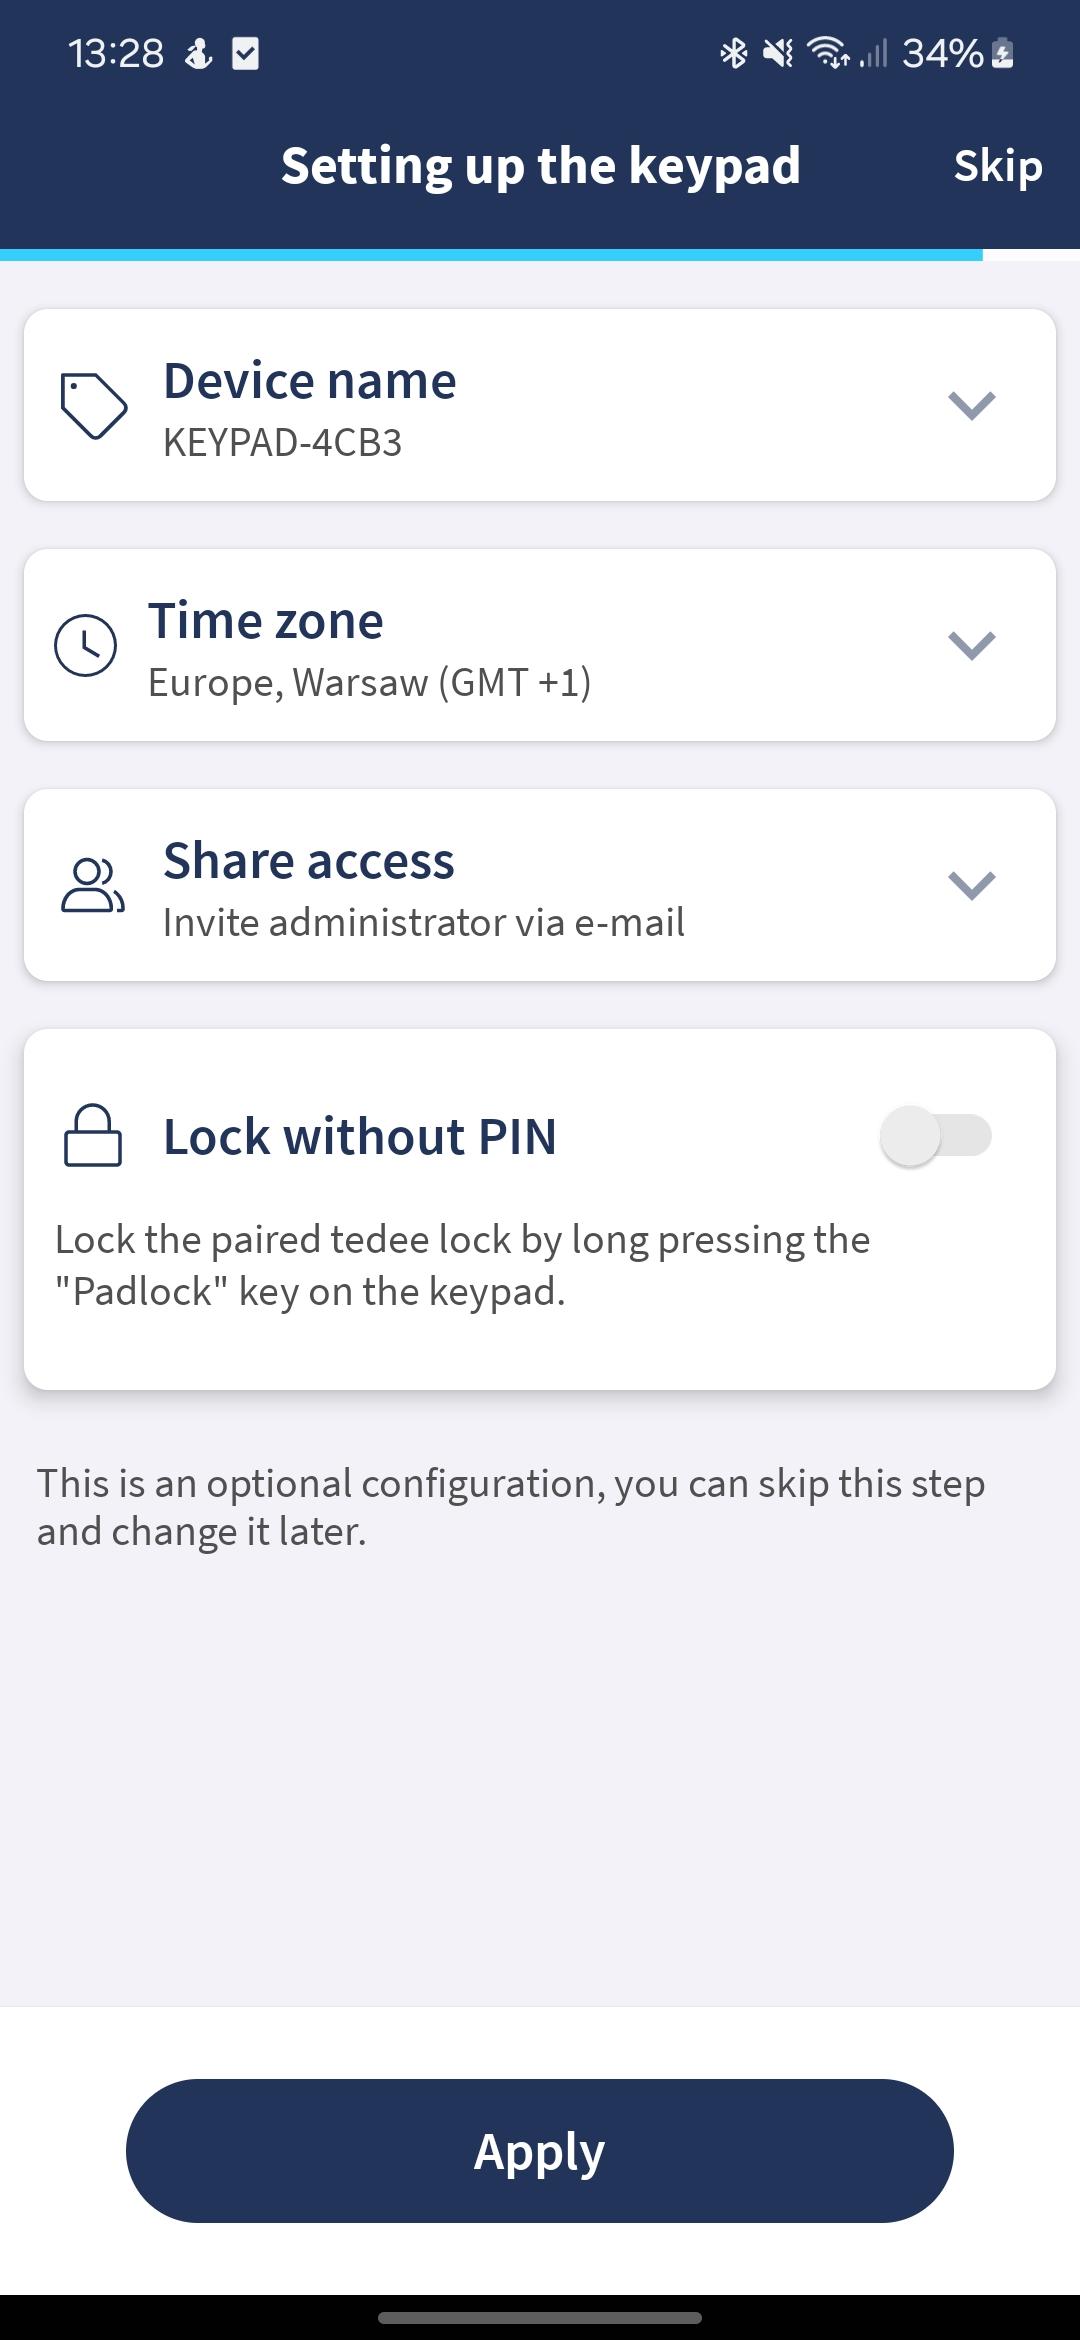 13:28
34%
Setting up the keypad
Skip
Device name
KEYPAD-4CB3
Time zone
Europe, Warsaw (GMT +1)
Share access
Invite administrator via e-mail
Lock without PIN
Lock the paired tedee lock by long pressing the
"Padlock" key on the keypad.
This is an optional configuration, you can skip this step
and change it later.
Apply